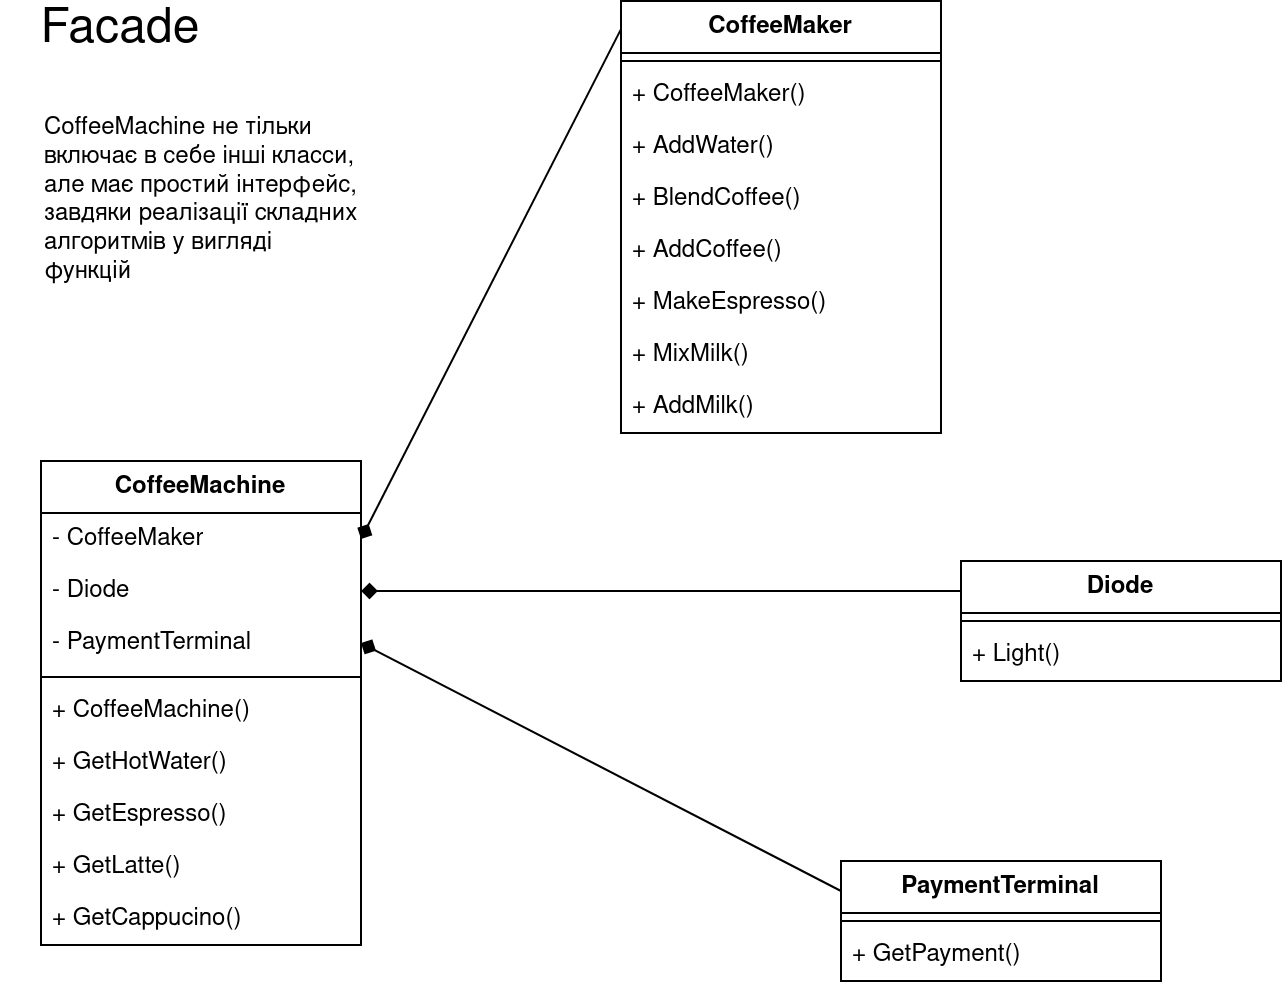 Facade
CoffeeMachine не тільки
включає в себе інші класси,
але має простий інтерфейс,
завдяки реалізації складних
алгоритмів у вигляді
функцій
CoffeeMaker
+ CoffeeMaker()
+ AddWater()
+ BlendCoffee()
+ AddCoffee()
+ MakeEspresso()
+ MixMilk()
+ AddMilk()
CoffeeMachine
- CoffeeMaker
- Diode
- PaymentTerminal
+ CoffeeMachine()
+ GetHotWater()
+ GetEspresso()
+ GetLatte()
+ GetCappucino()
Diode
+ Light()
PaymentTerminal
+ GetPayment()